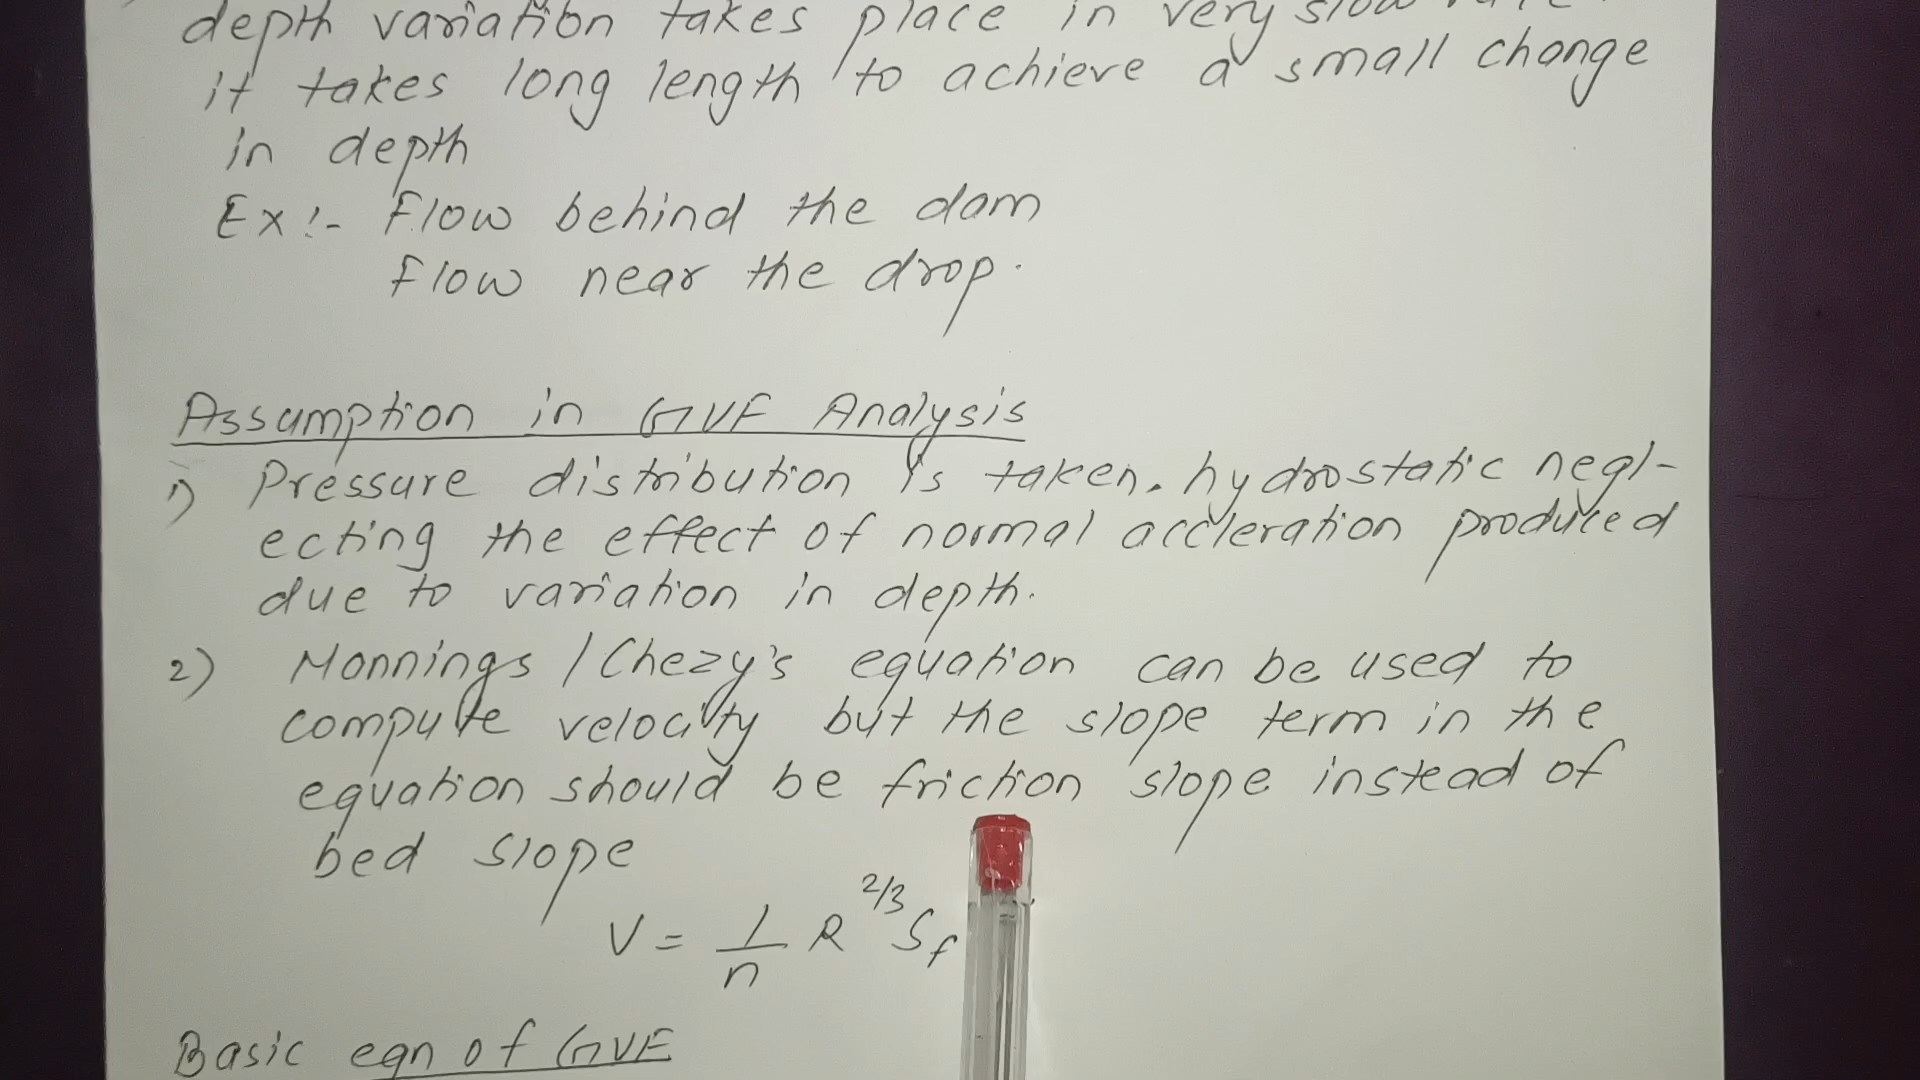 depth variation takes place in very slow rate
it takes long length to achieve a small change
in depth
Ex:- Flow behind the dam
Flow near the drop.
Assumption in GVF Analysis
1) Pressure distribution is taken. hydrostatic negl-
ecting the effect of normal accleration produced
due to variation in depth.
2) Mannings / Chezy's equation can be used to
compute velocity but the slope term in the
equation should be friction slope instead of
bed slope
V = 1/n R^2/3 Sf
Basic eqn of GVF